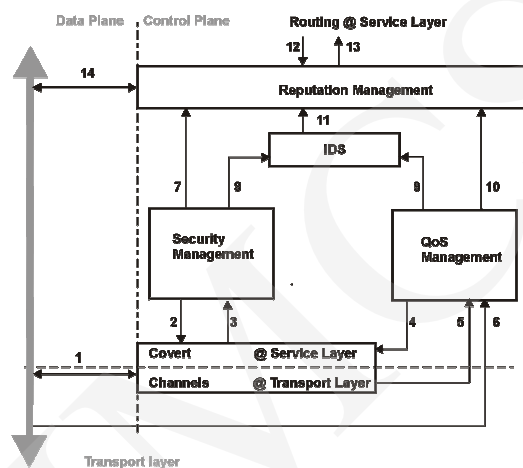 Data Plane
Control Plane
Routing @ Service Layer
12
13
14
Reputation Management
11
IDS
7
9
9
10
Security
Management
QoS
Management
2
3
4
5
6
1
Covert @ Service Layer
Channels @ Transport Layer
Transport layer